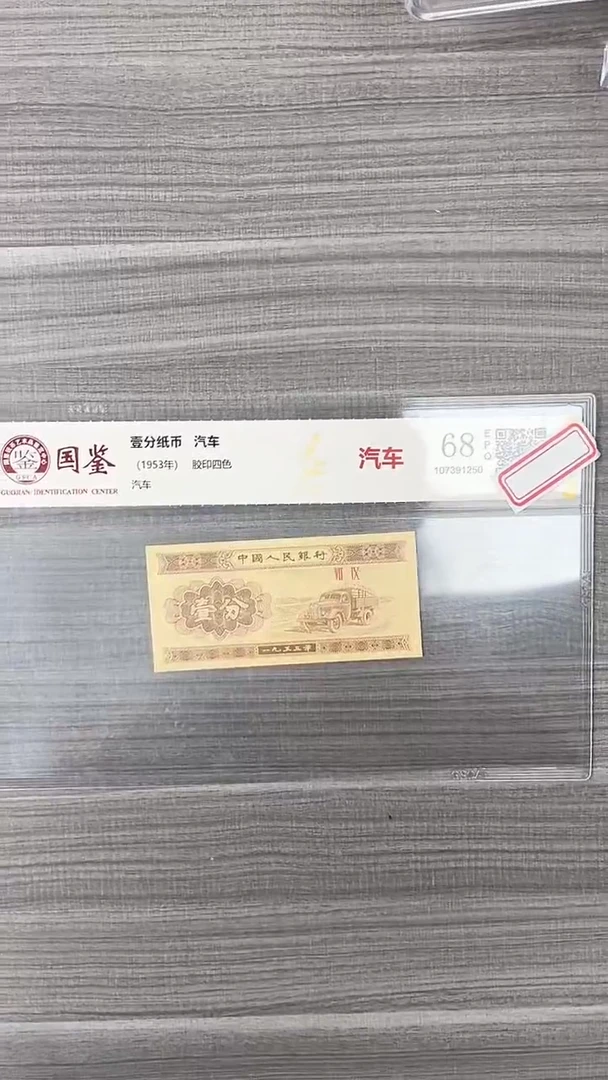 国鉴
GUOJIAN IDENTIFICATION CENTER
壹分纸币 汽车
(1953年) 胶印四色
汽车
汽车
68
EPQ
107391250
中國人民銀行
VII IX
壹分
一九五三年